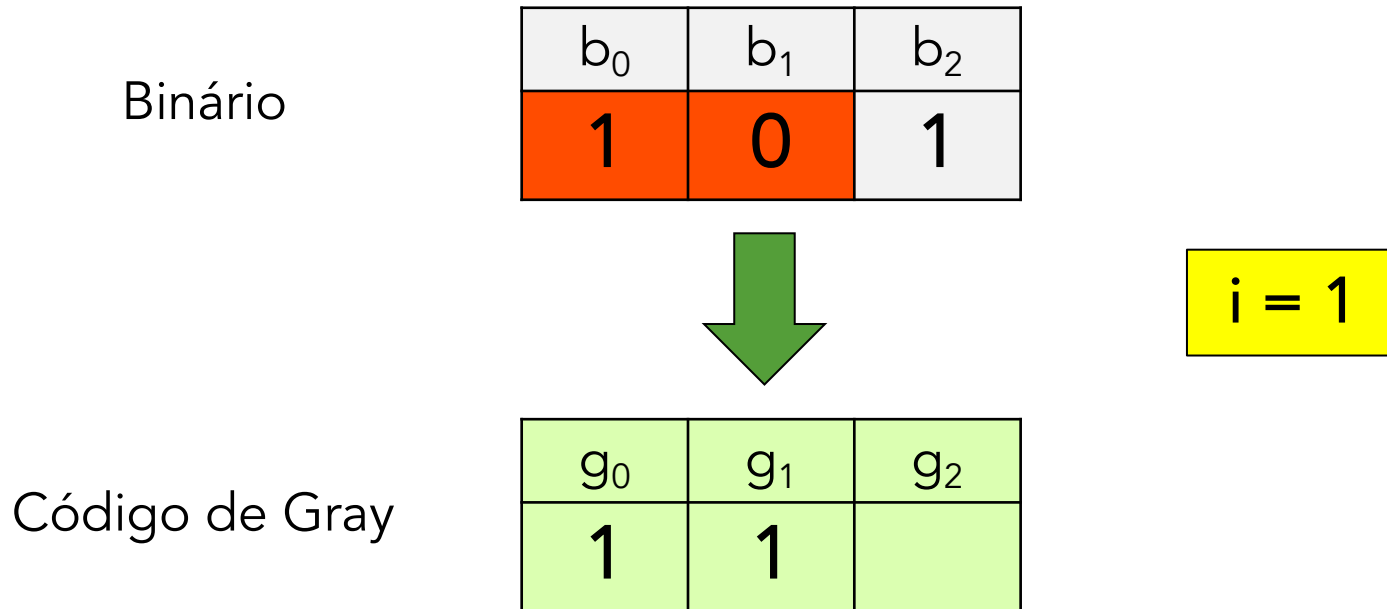 b₀ b₁ b₂
Binário
1 0 1
i = 1
g₀ g₁ g₂
Código de Gray
1 1